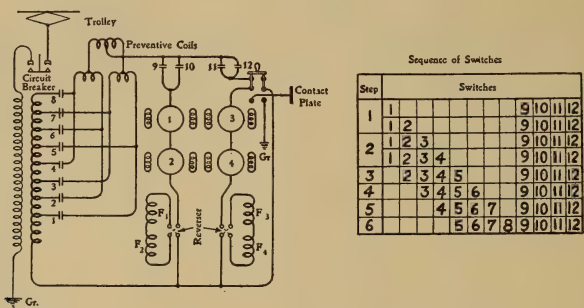 Trolley
Preventive Coils
9 10 11 12
Circuit
Breaker
8
7
6
5
4
3
2
1
1 3
2 4
Contact
Plate
Gr
F1
F2
Reverser
F3
F4
Gr.
Sequence of Switches
Step Switches
1 1 9 10 11 12
1 2 9 10 11 12
2 1 2 3 9 10 11 12
1 2 3 4 9 10 11 12
3 2 3 4 5 9 10 11 12
4 3 4 5 6 9 10 11 12
5 4 5 6 7 9 10 11 12
6 5 6 7 8 9 10 11 12